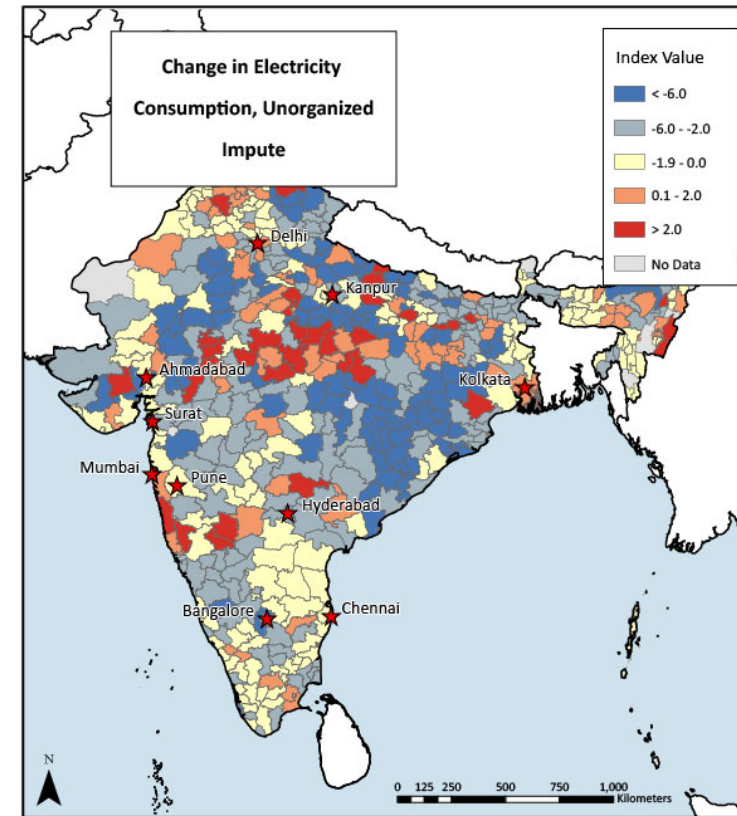 Change in Electricity
Consumption, Unorganized
Impute
Index Value
< -6.0
-6.0 - -2.0
-1.9 - 0.0
0.1 - 2.0
> 2.0
No Data
Delhi
Kanpur
Ahmadabad
Kolkata
Surat
Mumbai
Pune
Hyderabad
Bangalore
Chennai
N
0 125 250 500 750 1,000
Kilometers